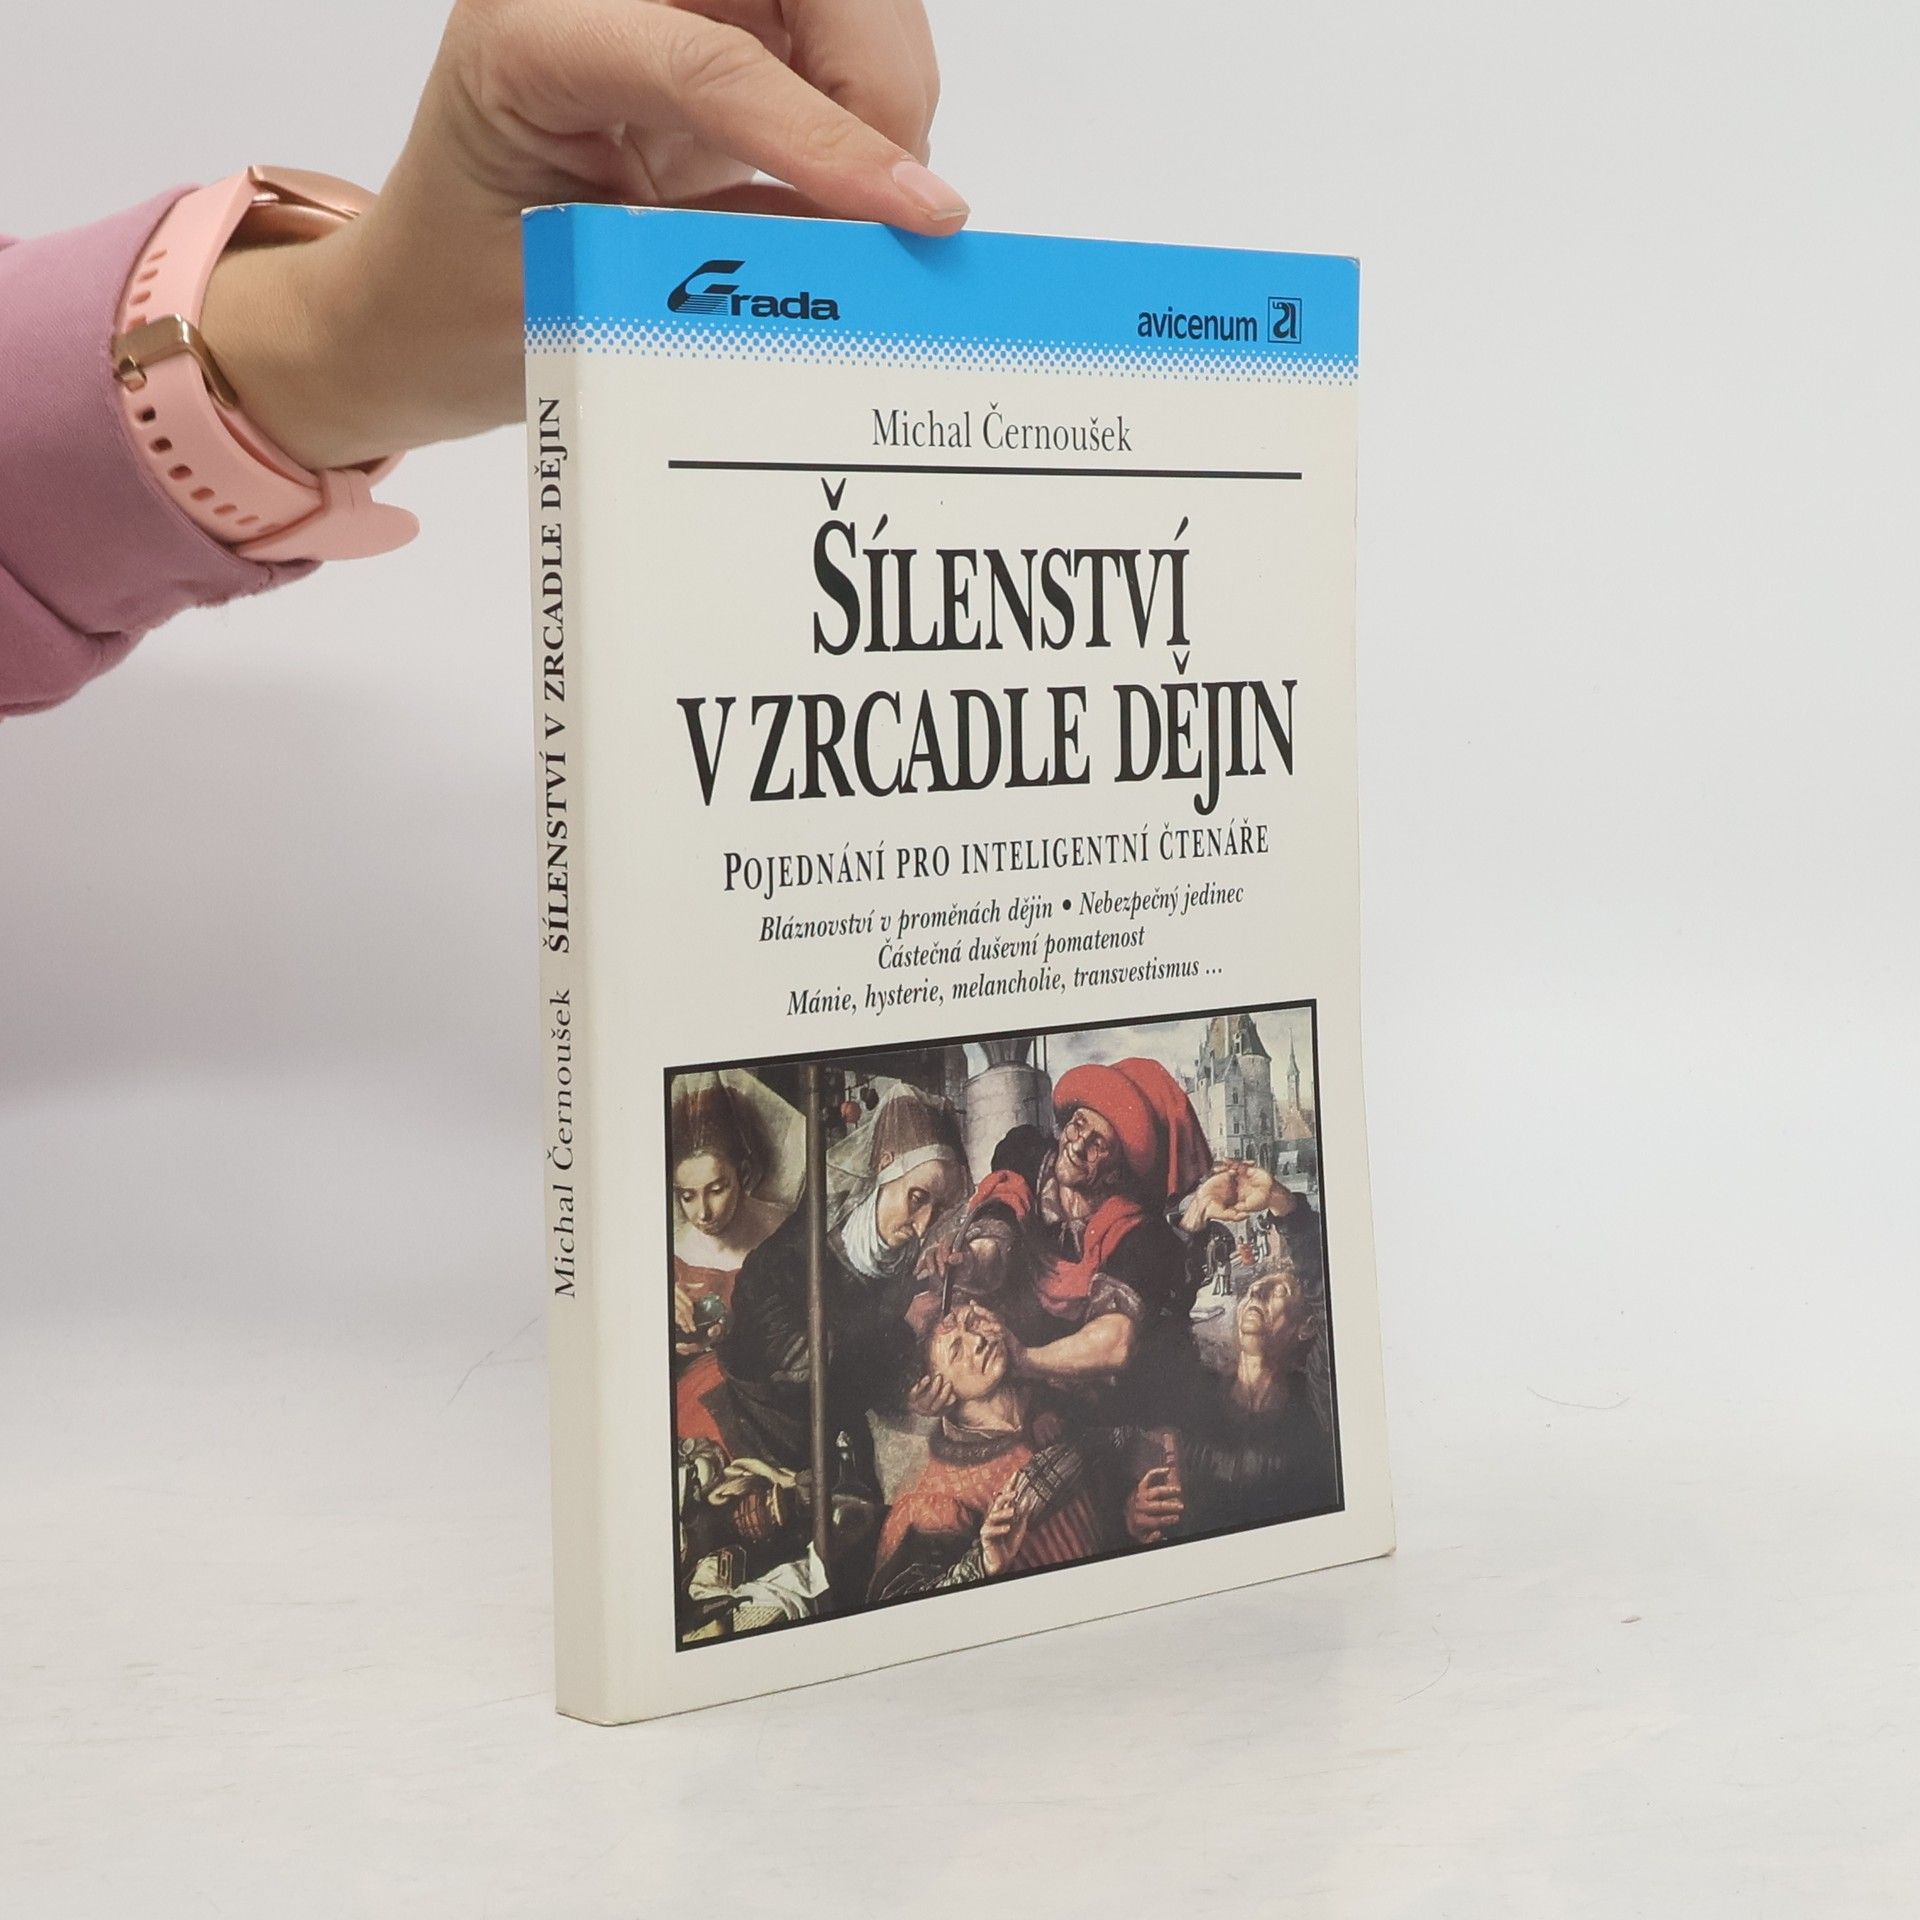 Grada
avicenum a
Michal Černoušek
ŠÍLENSTVÍ
V ZRCADLE DĚJIN
POJEDNÁNÍ PRO INTELIGENTNÍ ČTENÁŘE
Bláznovství v proměnách dějin • Nebezpečný jedinec
Částečná duševní pomatenost
Mánie, hysterie, melancholie, transvestismus ...
Michal Černoušek ŠÍLENSTVÍ V ZRCADLE DĚJIN